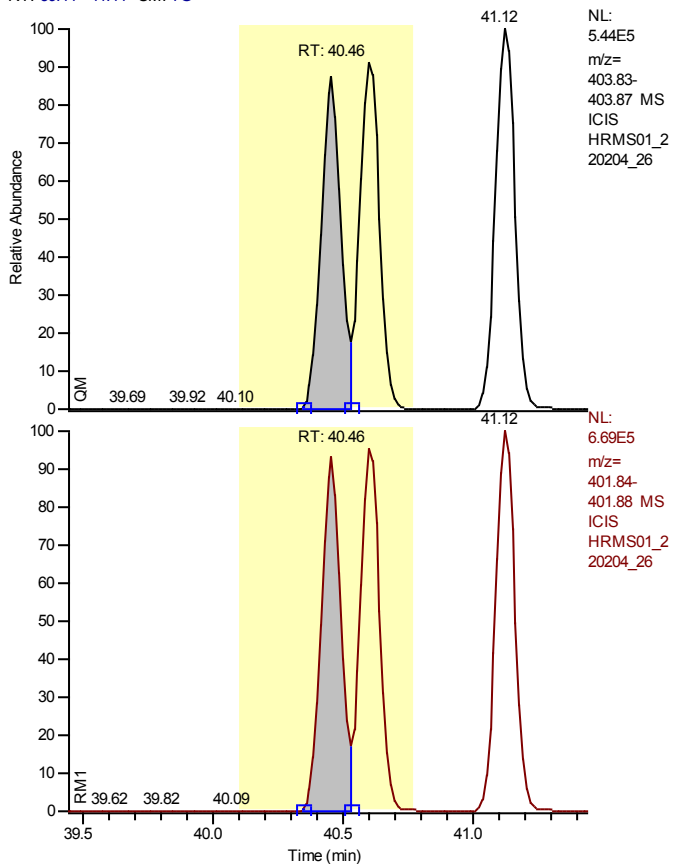 41.12
NL:
5.44E5
m/z=
403.83-
403.87 MS
ICIS
HRMS01_2
20204_26
RT: 40.46
100
90
80
70
60
50
40
30
20
10
0
Relative Abundance
QM
39.69 39.92 40.10
41.12
NL:
6.69E5
m/z=
401.84-
401.88 MS
ICIS
HRMS01_2
20204_26
RT: 40.46
100
90
80
70
60
50
40
30
20
10
0
RM1
39.62 39.82 40.09
39.5 40.0 40.5 41.0
Time (min)